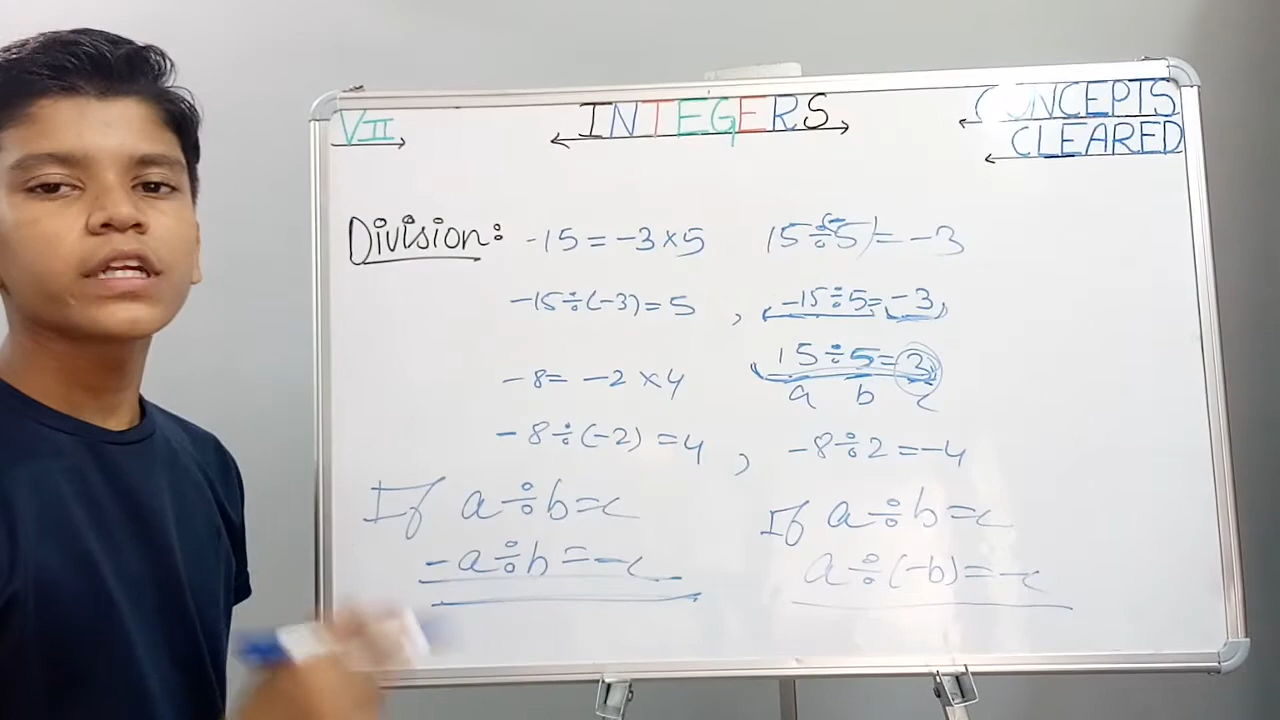 VII
INTEGERS
CONCEPTS
CLEARED
Division: -15 = -3 × 5
15 ÷ (-5) = -3
-15 ÷ (-3) = 5 , -15 ÷ 5 = -3
15 ÷ 5 = 3
a b c
-8 = -2 × 4
-8 ÷ (-2) = 4 , -8 ÷ 2 = -4
If a ÷ b = c
-a ÷ b = -c
If a ÷ b = c
a ÷ (-b) = -c